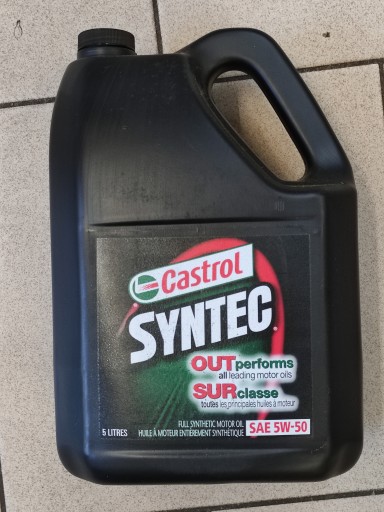 Castrol
SYNTEC
OUTperforms
all leading motor oils
SURclasse
toutes les principales huiles à moteur
FULL SYNTHETIC MOTOR OIL
5 LITRES HUILE À MOTEUR ENTIÈREMENT SYNTHÉTIQUE SAE 5W-50